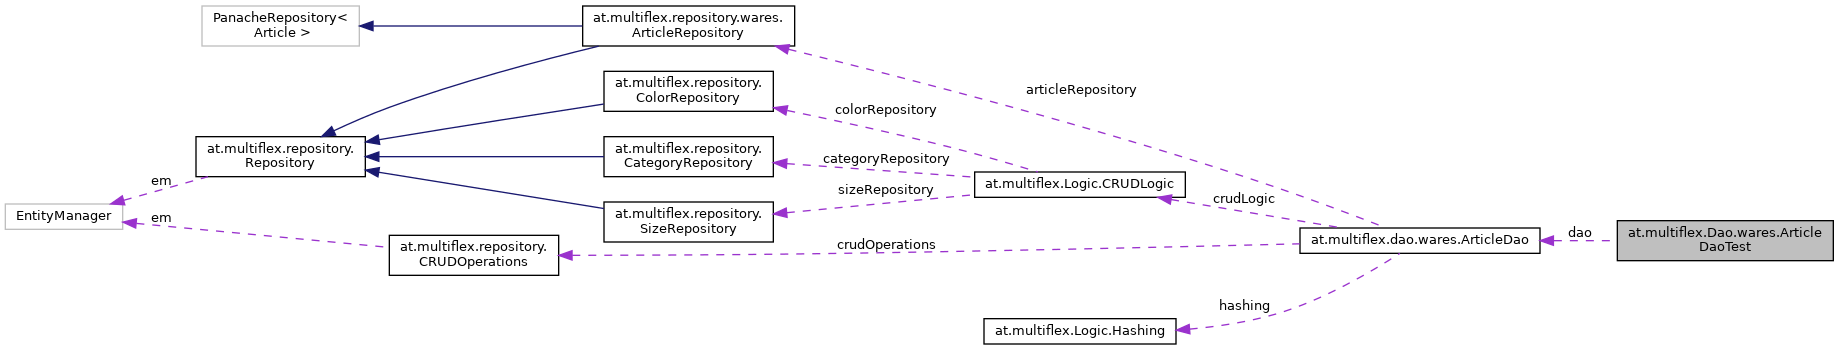 PanacheRepository<
Article >
at.multiflex.repository.wares.
ArticleRepository
at.multiflex.repository.
ColorRepository
articleRepository
colorRepository
at.multiflex.repository.
Repository
at.multiflex.repository.
CategoryRepository
categoryRepository
em
at.multiflex.Logic.CRUDLogic
sizeRepository
crudLogic
EntityManager
em
at.multiflex.repository.
SizeRepository
at.multiflex.repository.
CRUDOperations
crudOperations
at.multiflex.dao.wares.ArticleDao
dao
at.multiflex.Dao.wares.Article
DaoTest
hashing
at.multiflex.Logic.Hashing